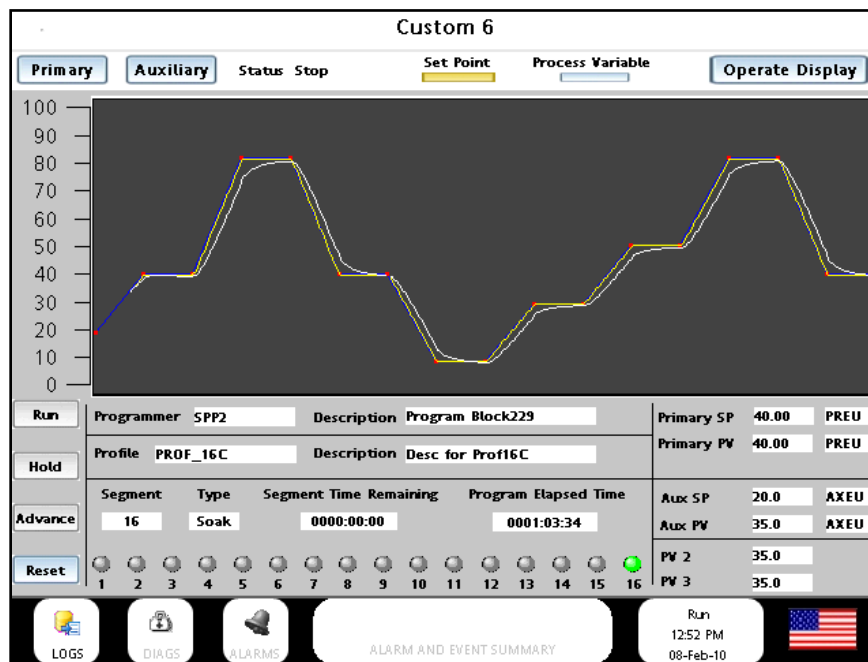 Custom 6
Primary Auxiliary Status Stop Set Point Process Variable Operate Display
100
90
80
70
60
50
40
30
20
10
0
Run Programmer SPP2 Description Program Block229 Primary SP 40.00 PREU
Primary PV 40.00 PREU
Hold Profile PROF_16C Description Desc for Prof16C
Segment Type Segment Time Remaining Program Elapsed Time Aux SP 20.0 AXEU
Advance 16 Soak 0000:00:00 0001:03:34 Aux PV 35.0 AXEU
PV 2 35.0
Reset 1 2 3 4 5 6 7 8 9 10 11 12 13 14 15 16 PV 3 35.0
Run
12:52 PM
LOGS DIAGS ALARMS ALARM AND EVENT SUMMARY 08-Feb-10